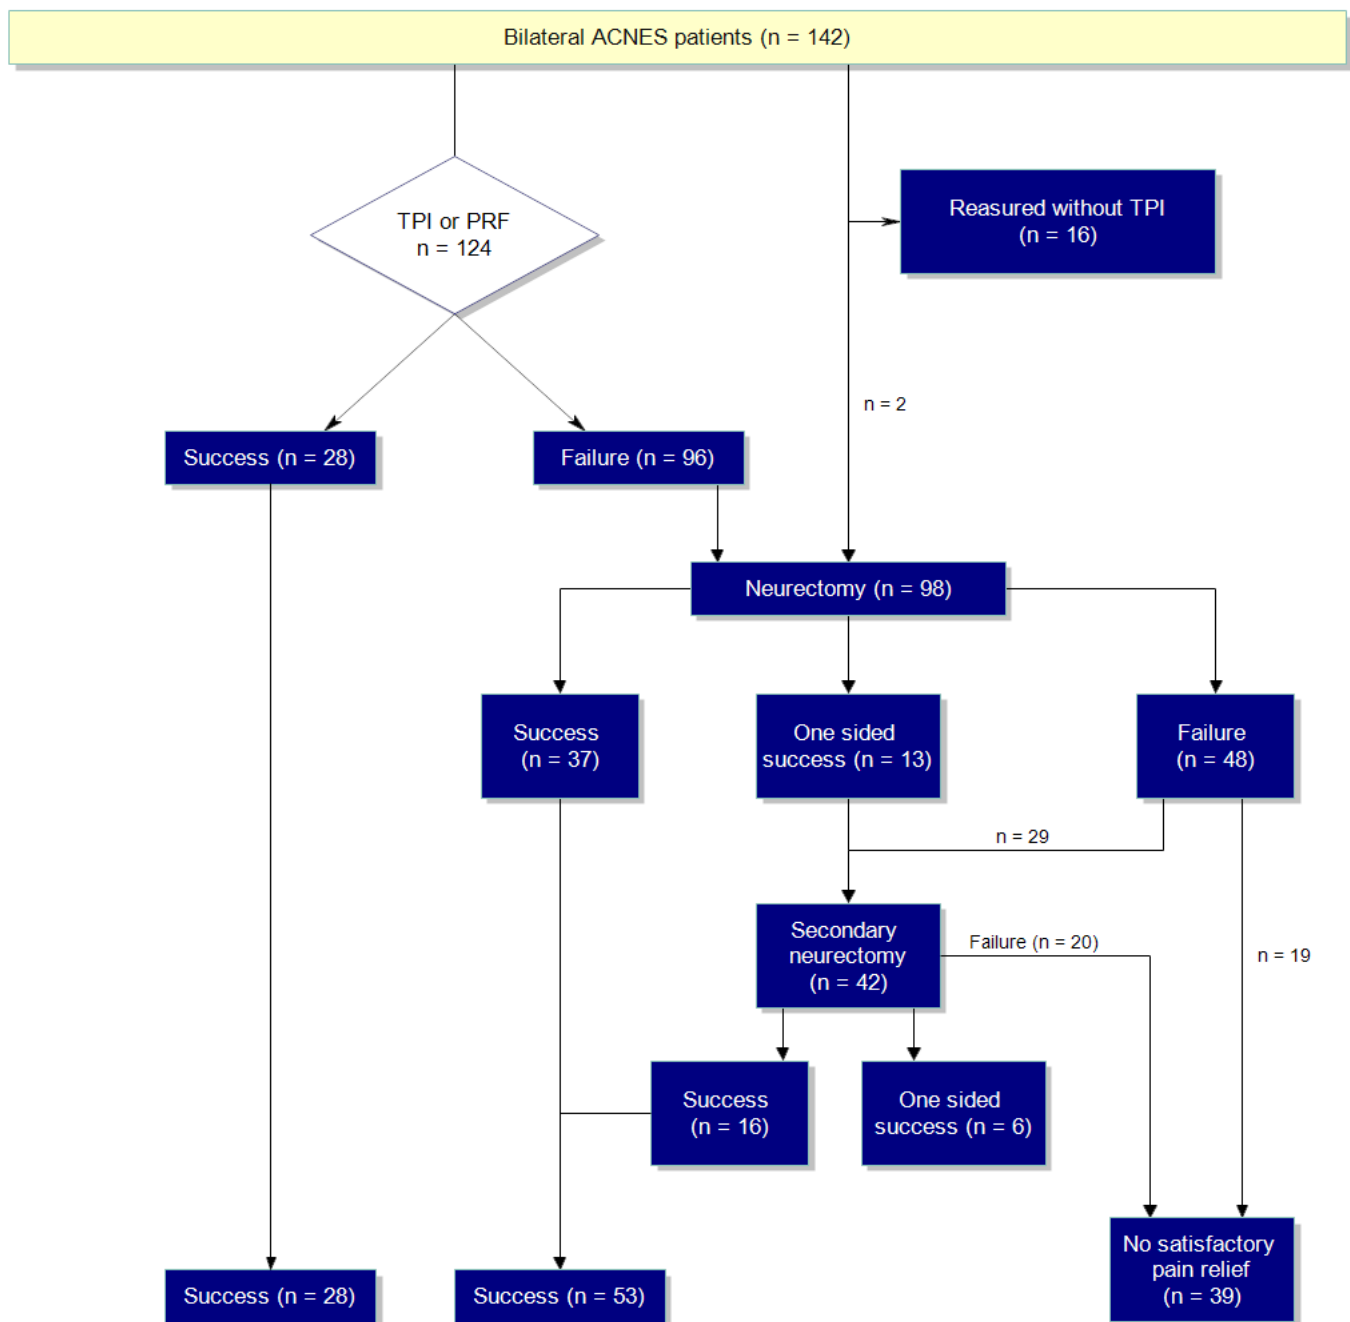 Bilateral ACNES patients (n = 142)
TPI or PRF
n = 124
Reasured without TPI
(n = 16)
n = 2
Success (n = 28)
Failure (n = 96)
Neurectomy (n = 98)
Success
(n = 37)
One sided
success (n = 13)
Failure
(n = 48)
n = 29
Secondary
neurectomy
(n = 42)
Failure (n = 20)
n = 19
Success
(n = 16)
One sided
success (n = 6)
No satisfactory
pain relief
(n = 39)
Success (n = 28)
Success (n = 53)